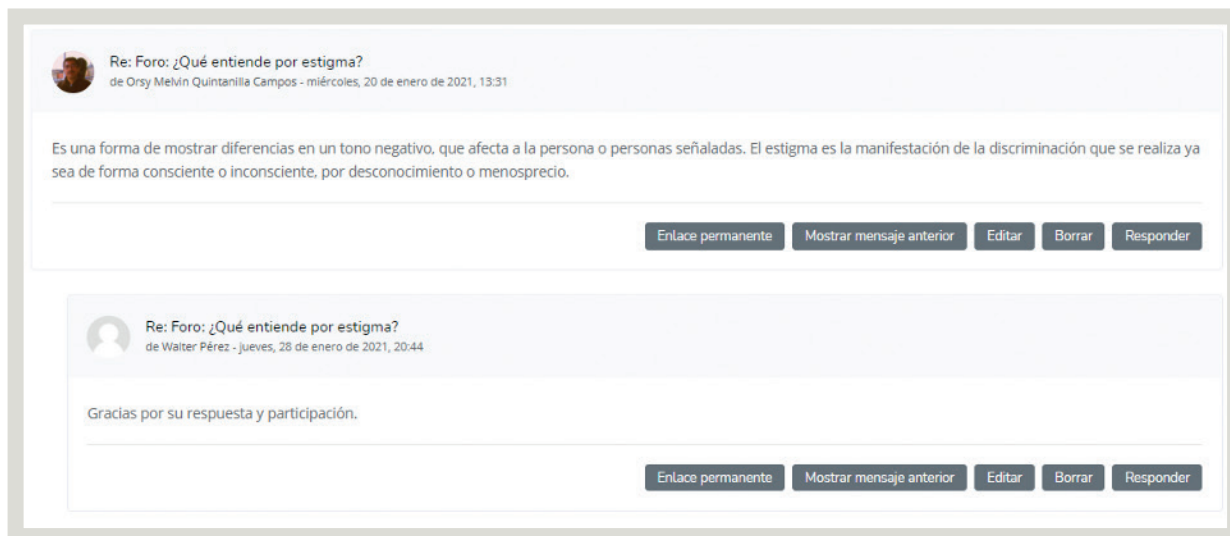 Re: Foro: ¿Qué entiende por estigma?
de Orsy Melvin Quintanilla Campos - miércoles, 20 de enero de 2021, 13:31
Es una forma de mostrar diferencias en un tono negativo, que afecta a la persona o personas señaladas. El estigma es la manifestación de la discriminación que se realiza ya
sea de forma consciente o inconsciente, por desconocimiento o menosprecio.
Enlace permanente Mostrar mensaje anterior Editar Borrar Responder
Re: Foro: ¿Qué entiende por estigma?
de Walter Pérez - jueves, 28 de enero de 2021, 20:44
Gracias por su respuesta y participación.
Enlace permanente Mostrar mensaje anterior Editar Borrar Responder